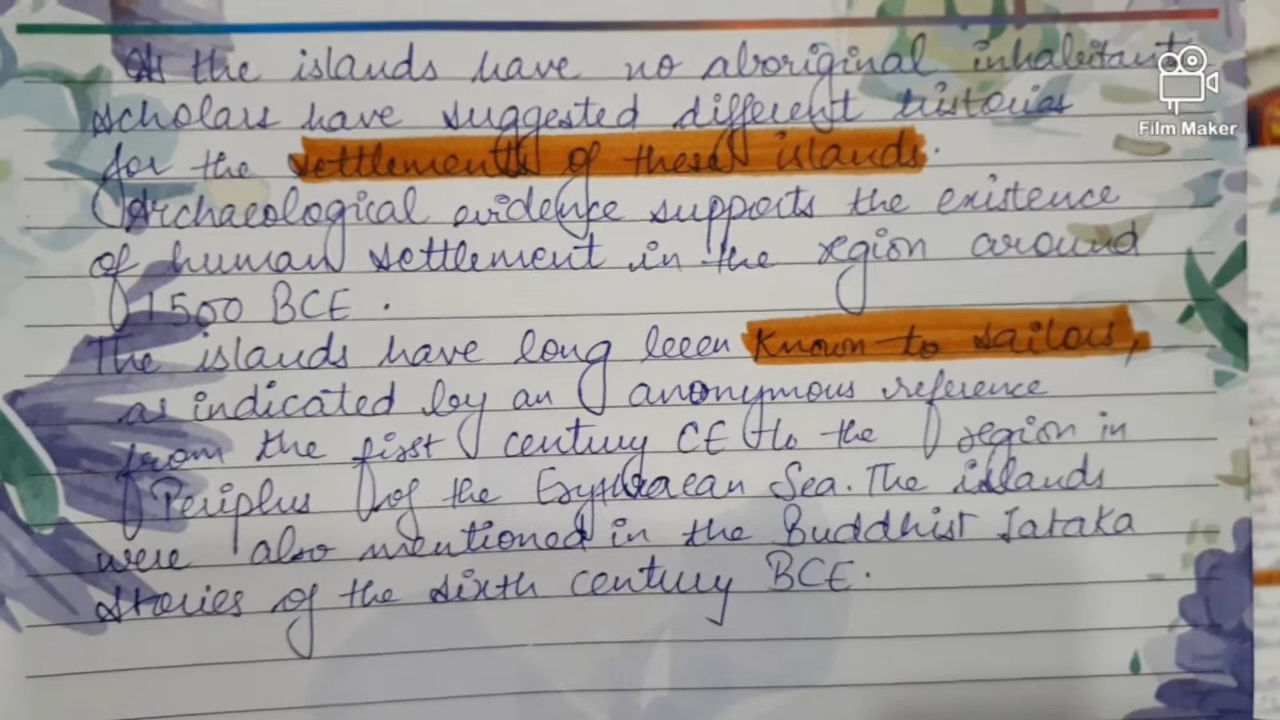 As the islands have no aboriginal inhabitants
scholars have suggested different histories
for the settlements of these islands.
Archaeological evidence supports the existence
of human settlement in the region around
1500 BCE.
The islands have long been known to sailors,
as indicated by an anonymous reference
from the first century CE to the region in
Periplus of the Erythraean Sea. The islands
were also mentioned in the Buddhist Jataka
stories of the sixth century BCE.
Film Maker